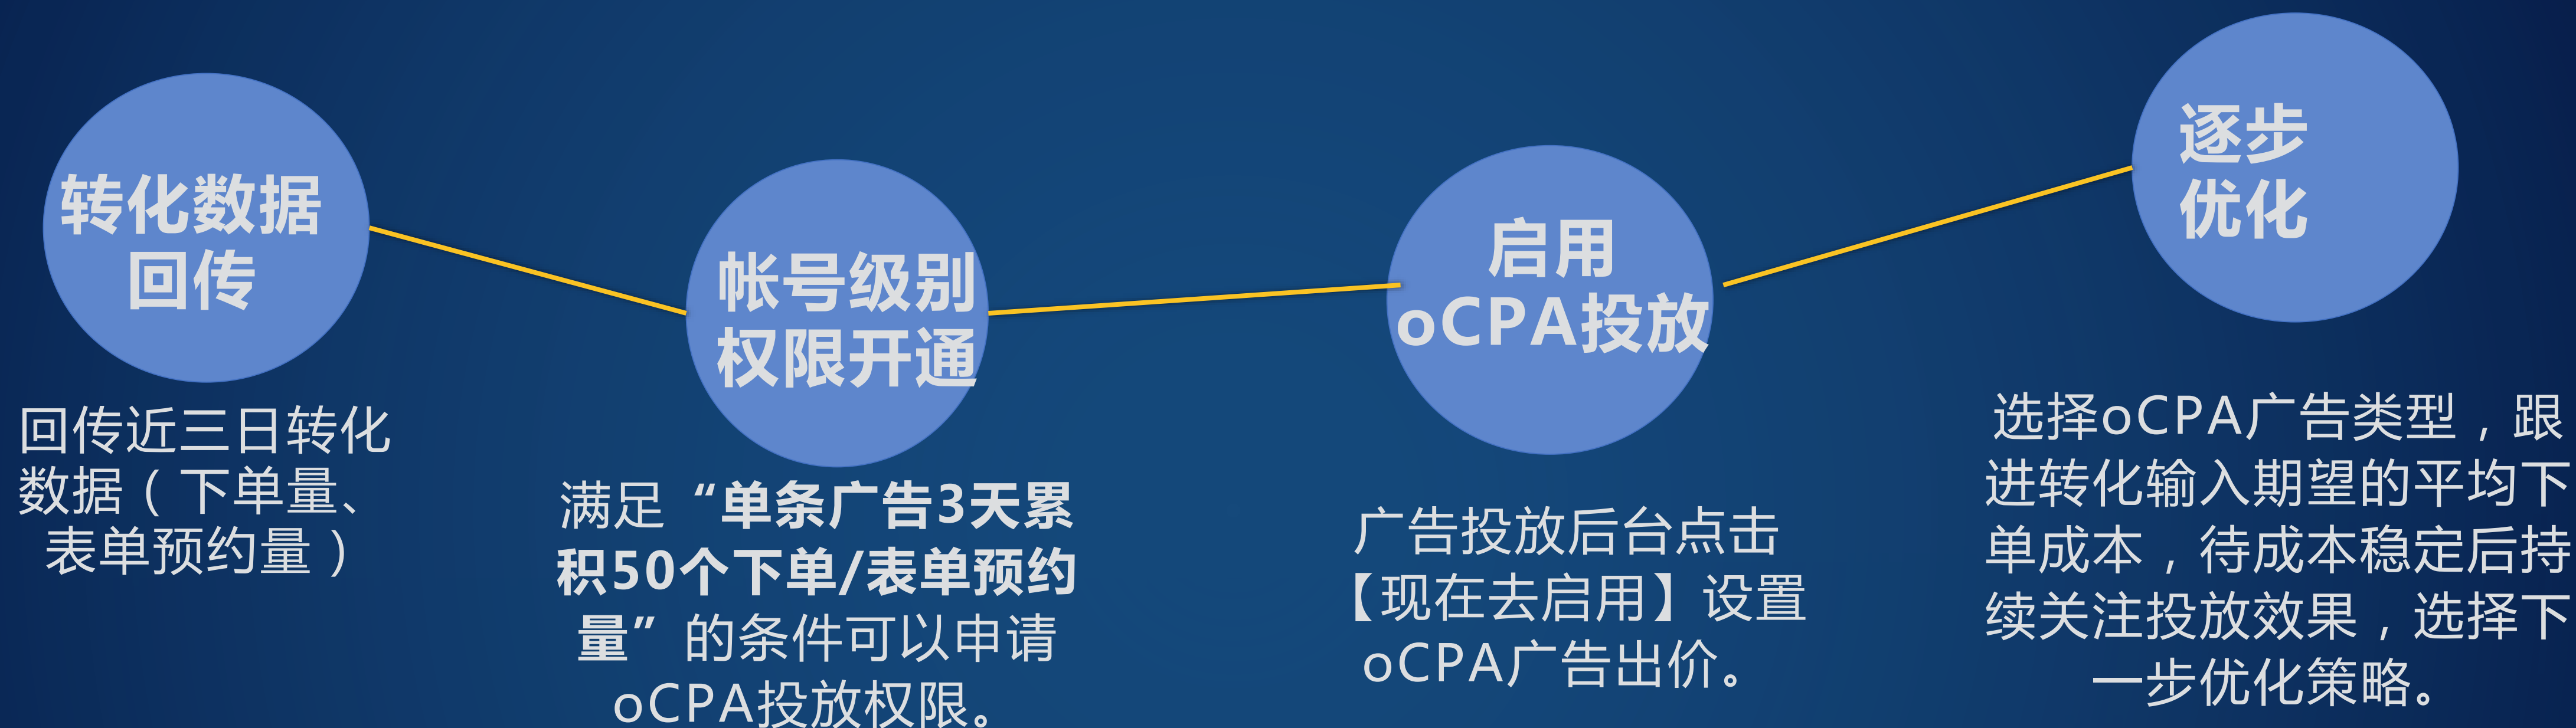 转化数据
回传
回传近三日转化
数据（下单量、
表单预约量）
帐号级别
权限开通
满足“单条广告3天累
积50个下单/表单预约
量”的条件可以申请
oCPA投放权限。
启用
oCPA投放
广告投放后台点击
【现在去启用】设置
oCPA广告出价。
逐步
优化
选择oCPA广告类型，跟
进转化输入期望的平均下
单成本，待成本稳定后持
续关注投放效果，选择下
一步优化策略。